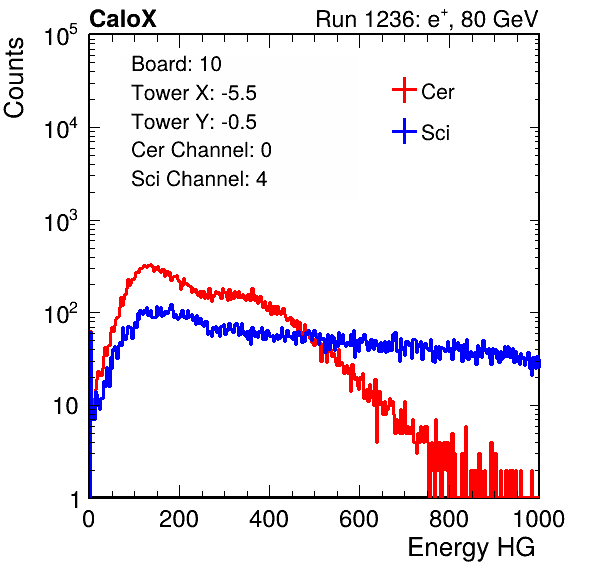 CaloX Run 1236: e⁺, 80 GeV
Board: 10
Tower X: -5.5
Tower Y: -0.5
Cer Channel: 0
Sci Channel: 4
Cer
Sci
Counts
10⁵
10⁴
10³
10²
10
1
0 200 400 600 800 1000
Energy HG